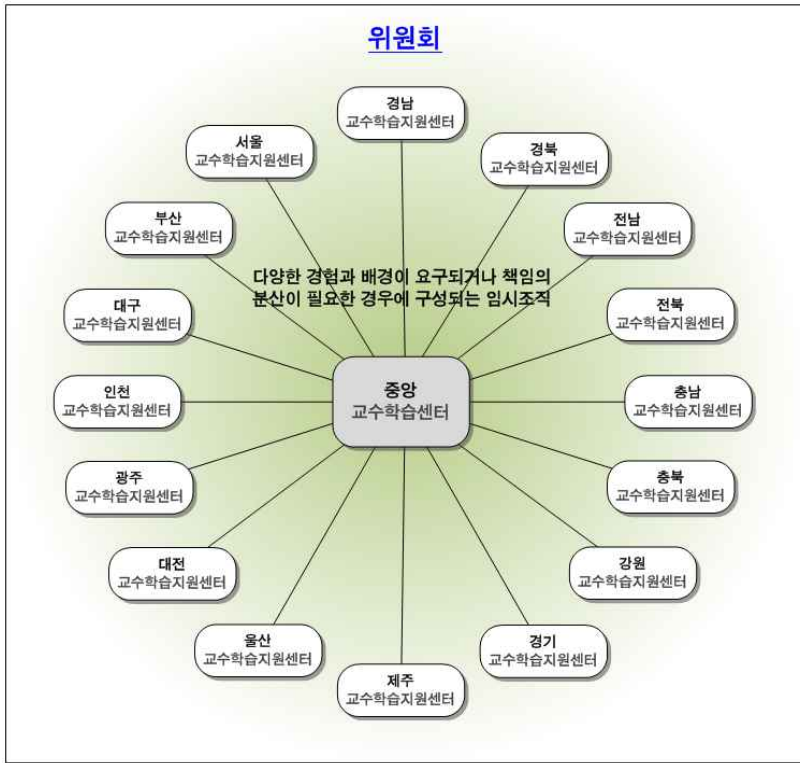 위원회
경남
교수학습지원센터
서울
교수학습지원센터
경북
교수학습지원센터
부산
교수학습지원센터
전남
교수학습지원센터
다양한 경험과 배경이 요구되거나 책임의
분산이 필요한 경우에 구성되는 임시조직
대구
교수학습지원센터
전북
교수학습지원센터
중앙
교수학습센터
인천
교수학습지원센터
충남
교수학습지원센터
광주
교수학습지원센터
충북
교수학습지원센터
대전
교수학습지원센터
강원
교수학습지원센터
울산
교수학습지원센터
경기
교수학습지원센터
제주
교수학습지원센터